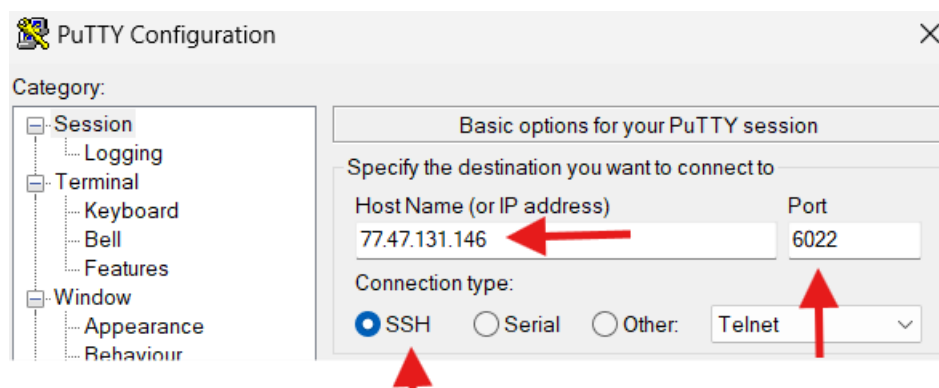 PuTTY Configuration
Category:
Session
Logging
Terminal
Keyboard
Bell
Features
Window
Appearance
Behaviour
Basic options for your PuTTY session
Specify the destination you want to connect to
Host Name (or IP address) Port
77.47.131.146 6022
Connection type:
SSH Serial Other: Telnet